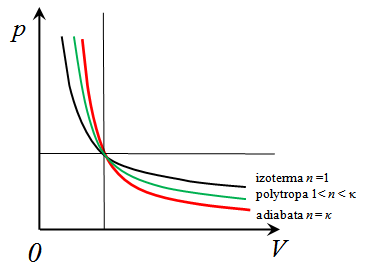 p
izoterma n =1
polytropa 1< n < κ
adiabata n = κ
0
V